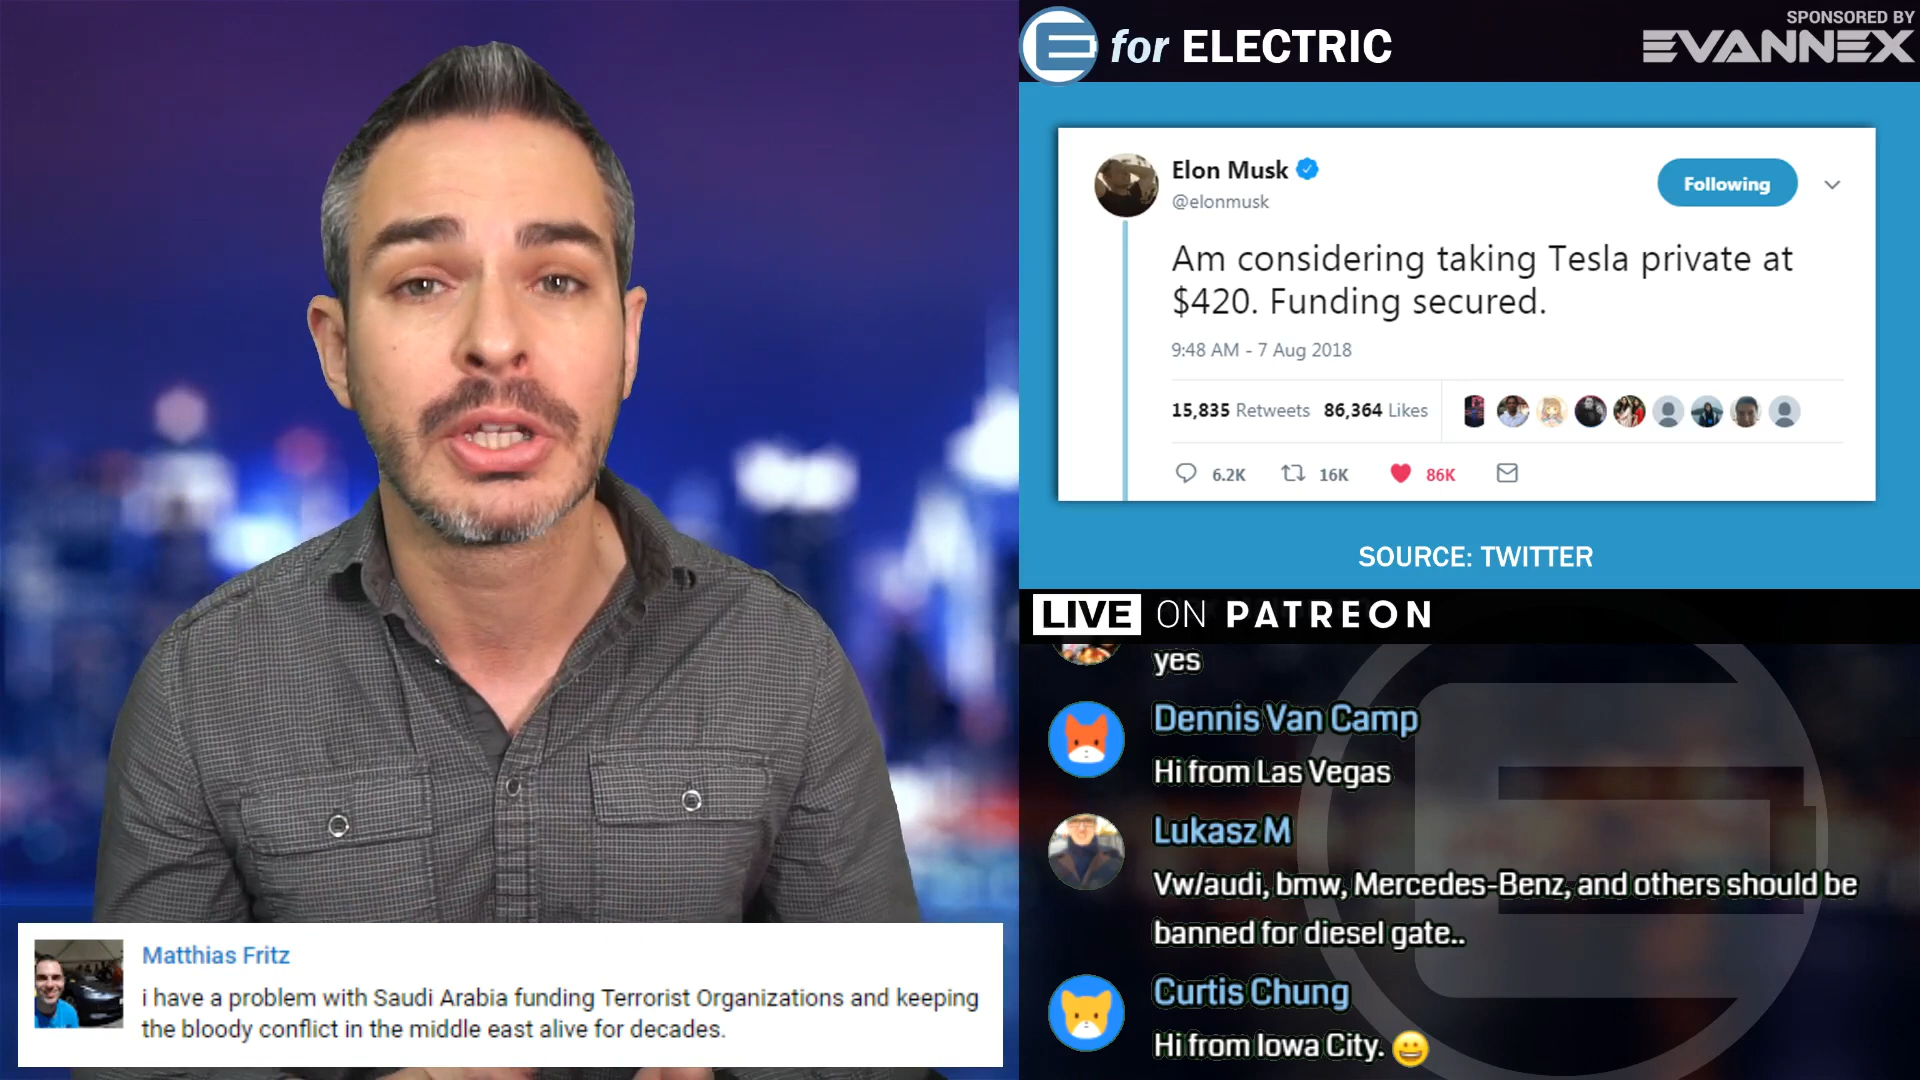 E for ELECTRIC
SPONSORED BY
EVANNEX
Elon Musk
@elonmusk
Following
Am considering taking Tesla private at
$420. Funding secured.
9:48 AM - 7 Aug 2018
15,835 Retweets 86,364 Likes
6.2K 16K 86K
SOURCE: TWITTER
LIVE ON PATREON
yes
Dennis Van Camp
Hi from Las Vegas
Lukasz M
Vw/audi, bmw, Mercedes-Benz, and others should be
banned for diesel gate..
Curtis Chung
Hi from Iowa City. 😀
Matthias Fritz
i have a problem with Saudi Arabia funding Terrorist Organizations and keeping
the bloody conflict in the middle east alive for decades.